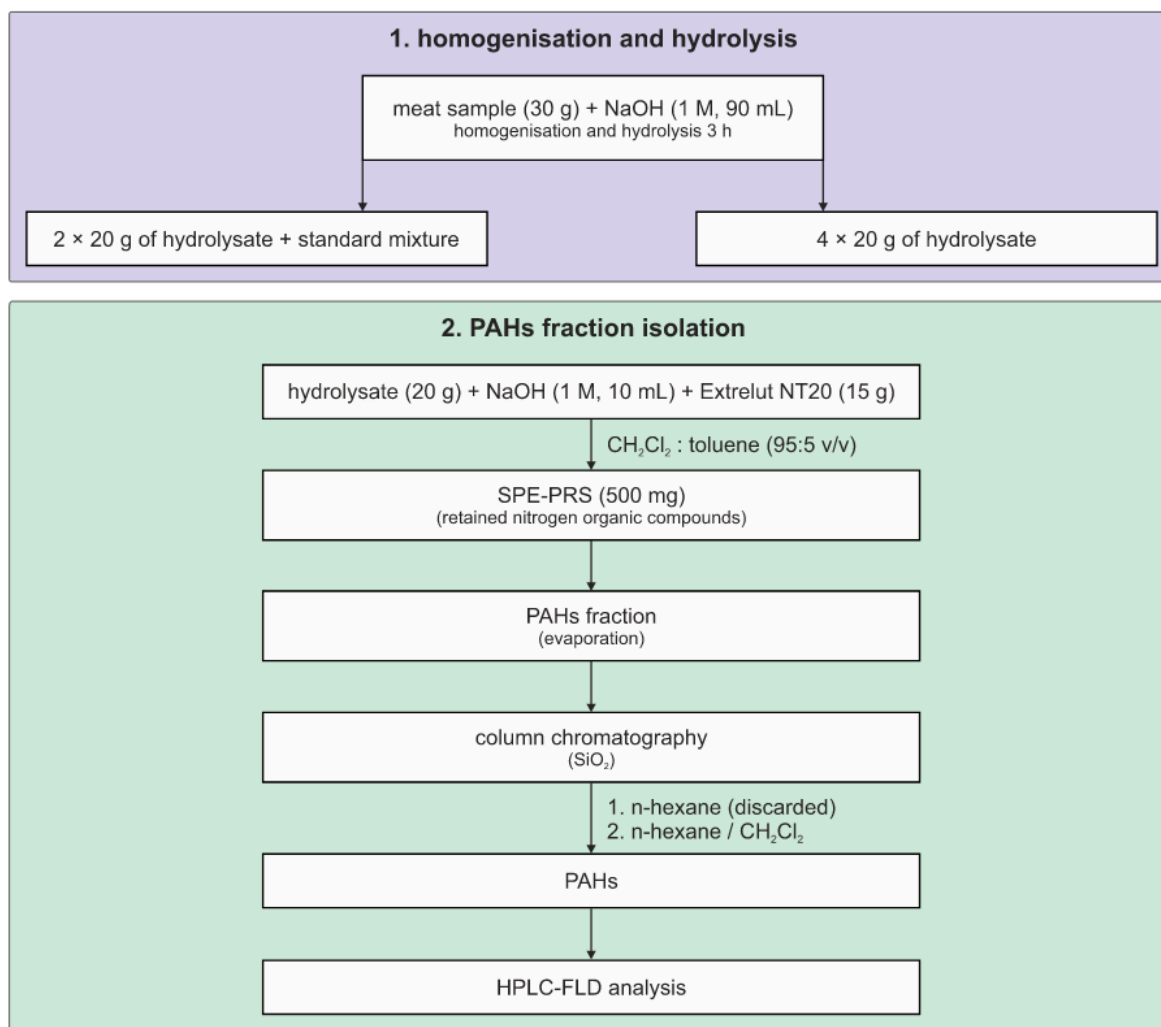 1. homogenisation and hydrolysis
meat sample (30 g) + NaOH (1 M, 90 mL)
homogenisation and hydrolysis 3 h
2 × 20 g of hydrolysate + standard mixture
4 × 20 g of hydrolysate
2. PAHs fraction isolation
hydrolysate (20 g) + NaOH (1 M, 10 mL) + Extrelut NT20 (15 g)
CH₂Cl₂ : toluene (95:5 v/v)
SPE-PRS (500 mg)
(retained nitrogen organic compounds)
PAHs fraction
(evaporation)
column chromatography
(SiO₂)
1. n-hexane (discarded)
2. n-hexane / CH₂Cl₂
PAHs
HPLC-FLD analysis